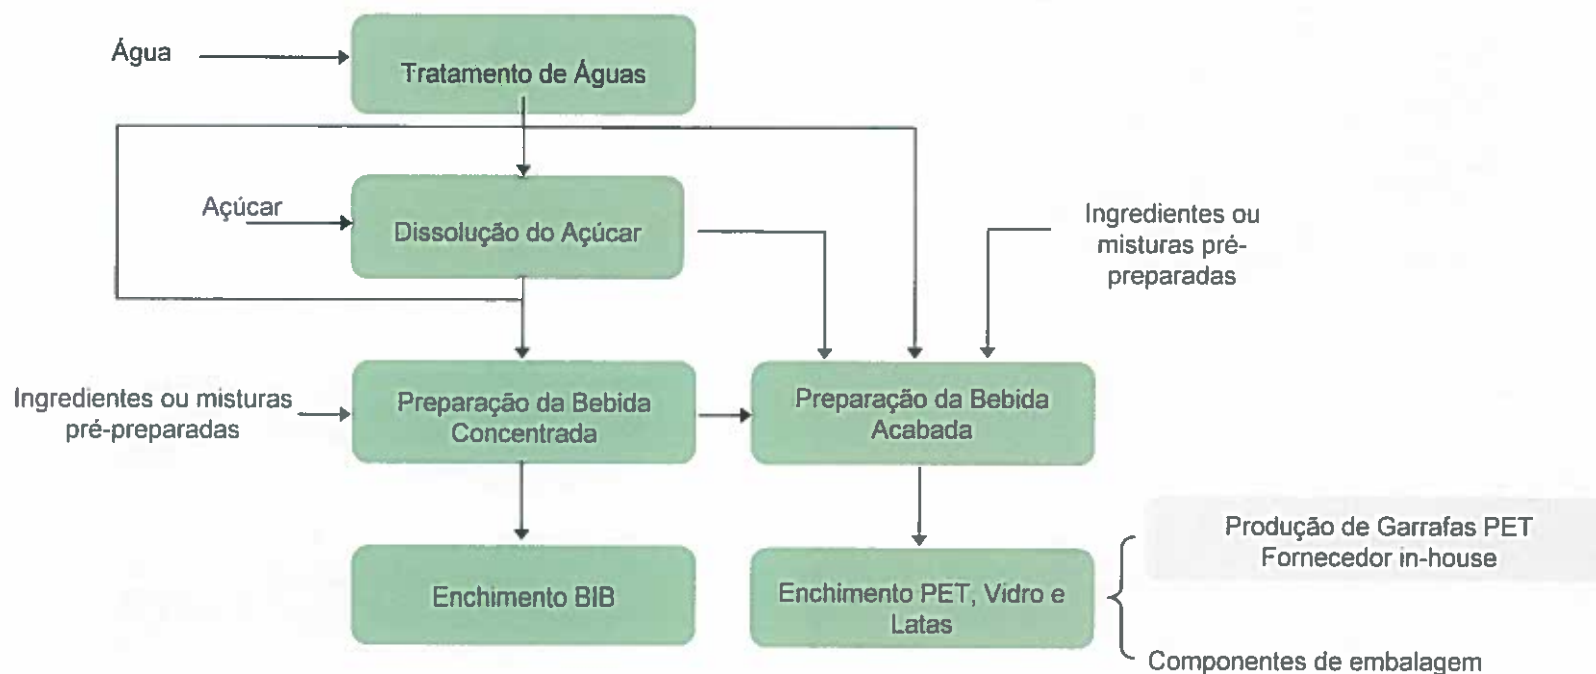 Água
Tratamento de Águas
Açúcar
Dissolução do Açúcar
Ingredientes ou
misturas pré-
preparadas
Ingredientes ou misturas
pré-preparadas
Preparação da Bebida
Concentrada
Preparação da Bebida
Acabada
Enchimento BIB
Enchimento PET, Vidro e
Latas
Produção de Garrafas PET
Fornecedor in-house
Componentes de embalagem